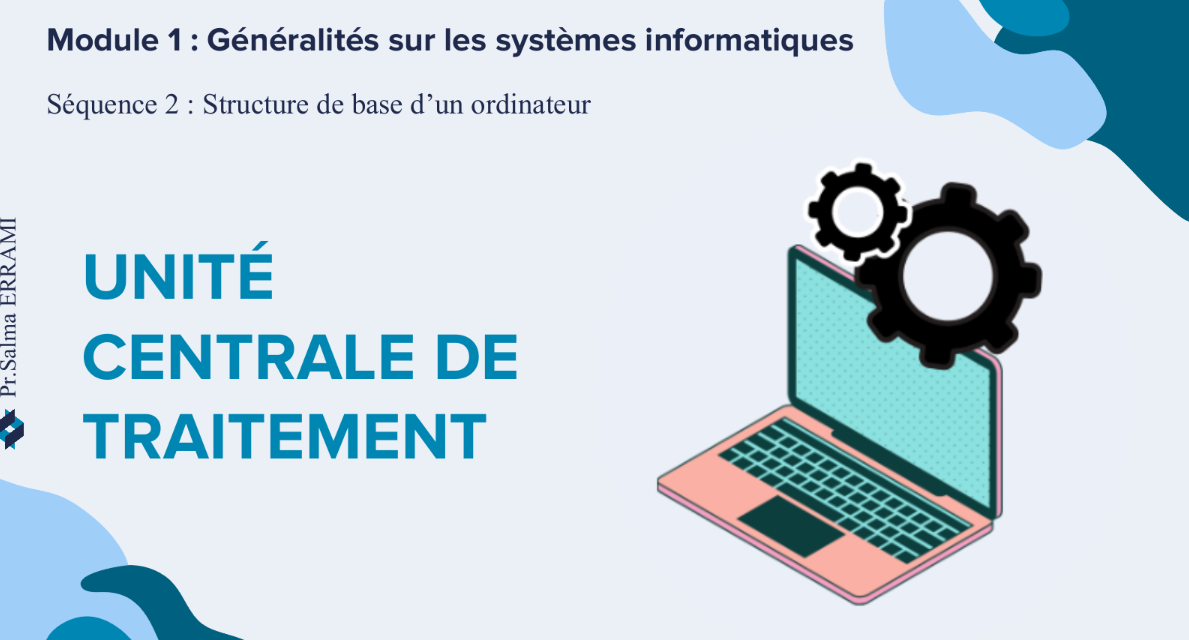 Module 1 : Généralités sur les systèmes informatiques
Séquence 2 : Structure de base d’un ordinateur
UNITÉ
CENTRALE DE
TRAITEMENT
Pr.Salma ERRAMI